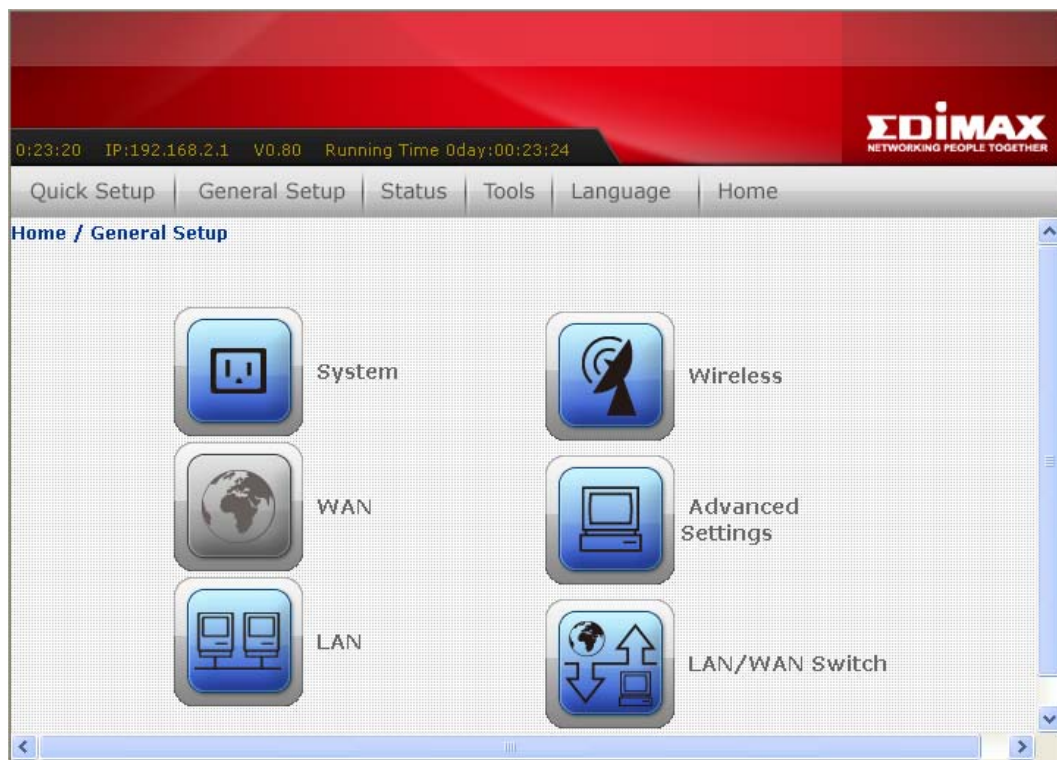 EDIMAX
NETWORKING PEOPLE TOGETHER
0:23:20 IP:192.168.2.1 V0.80 Running Time 0day:00:23:24
Quick Setup General Setup Status Tools Language Home
Home / General Setup
System
Wireless
WAN
Advanced
Settings
LAN
LAN/WAN Switch